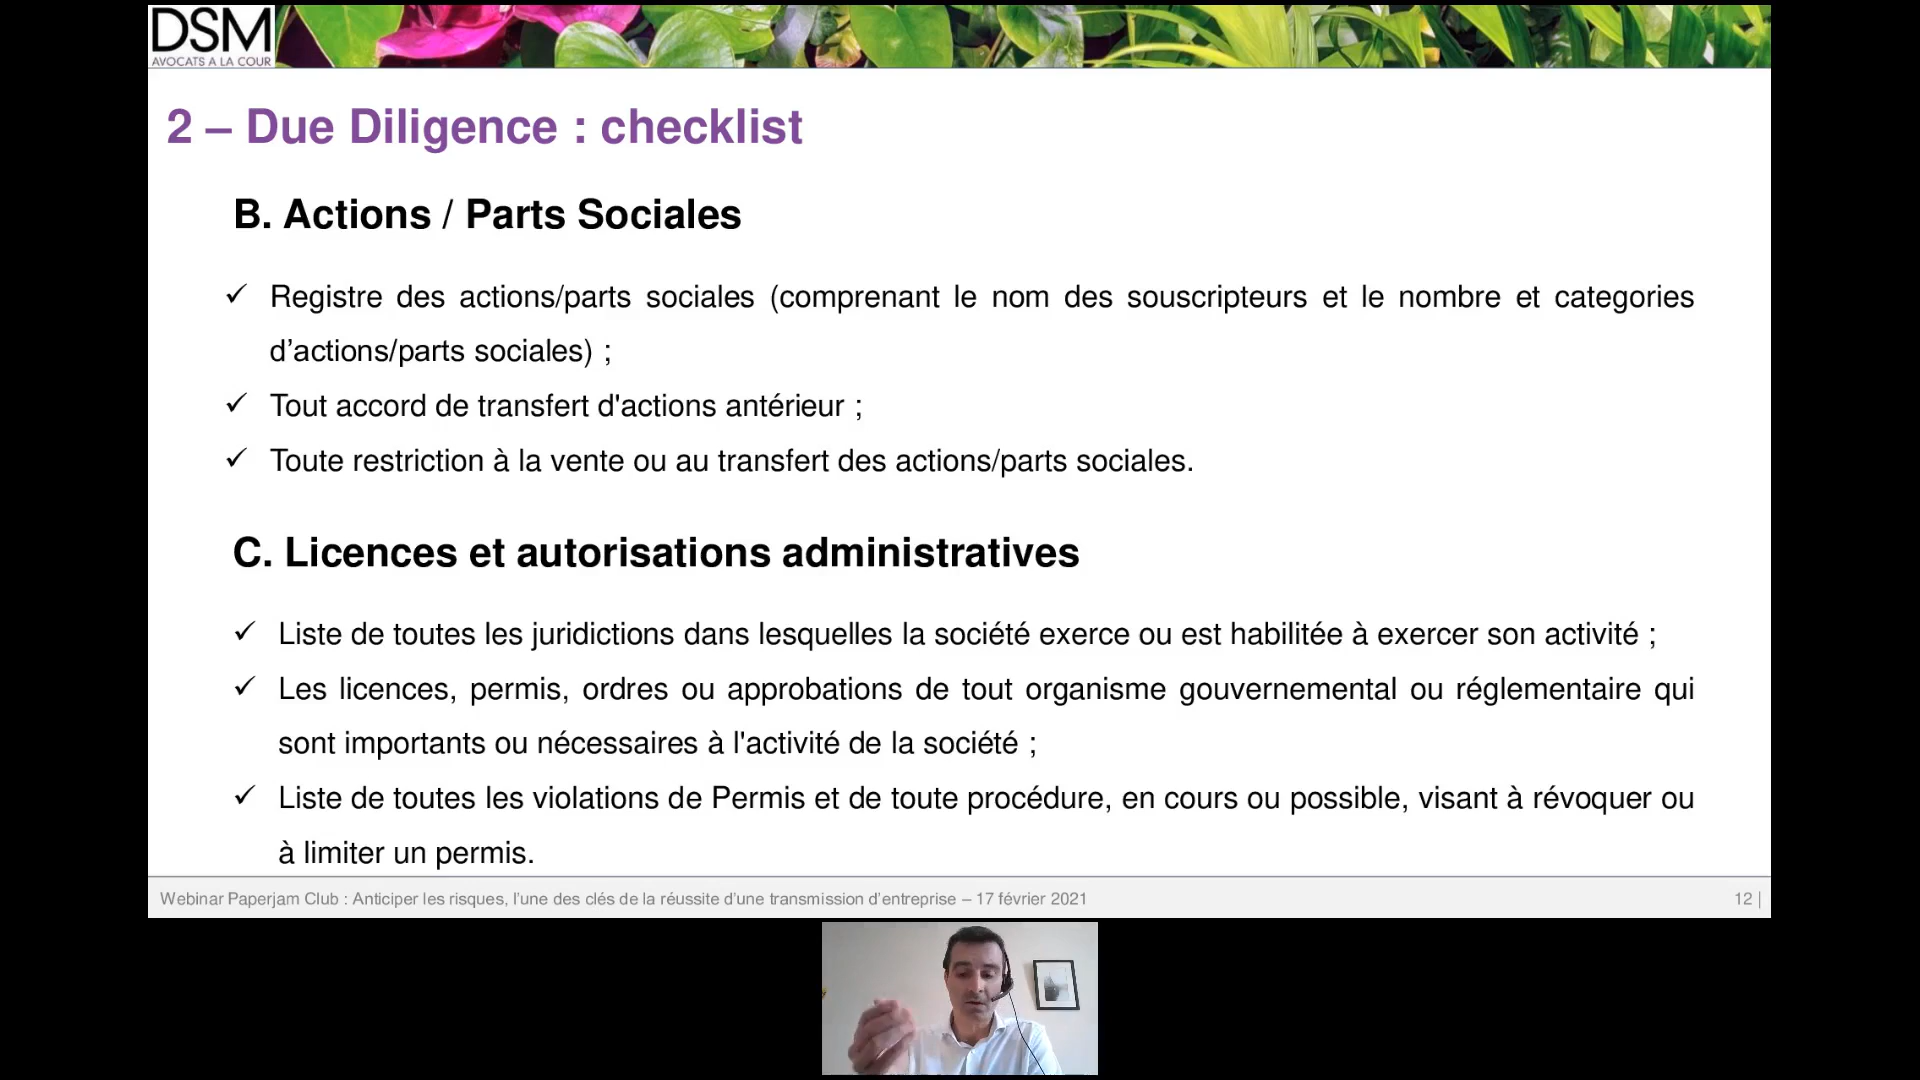 DSM
AVOCATS A LA COUR
2 – Due Diligence : checklist
B. Actions / Parts Sociales
✓ Registre des actions/parts sociales (comprenant le nom des souscripteurs et le nombre et categories
d’actions/parts sociales) ;
✓ Tout accord de transfert d'actions antérieur ;
✓ Toute restriction à la vente ou au transfert des actions/parts sociales.
C. Licences et autorisations administratives
✓ Liste de toutes les juridictions dans lesquelles la société exerce ou est habilitée à exercer son activité ;
✓ Les licences, permis, ordres ou approbations de tout organisme gouvernemental ou réglementaire qui
sont importants ou nécessaires à l'activité de la société ;
✓ Liste de toutes les violations de Permis et de toute procédure, en cours ou possible, visant à révoquer ou
à limiter un permis.
Webinar Paperjam Club : Anticiper les risques, l’une des clés de la réussite d’une transmission d’entreprise – 17 février 2021
12 |